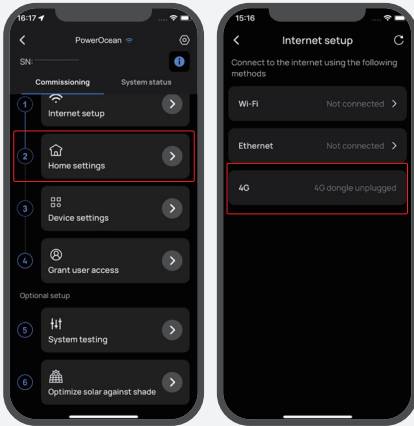 16:17
PowerOcean
SN:
Commissioning
System status
1
Internet setup
2
Home settings
3
Device settings
4
Grant user access
Optional setup
5
System testing
6
Optimize solar against shade
15:16
Internet setup
Connect to the internet using the following
methods
Wi-Fi
Not connected
Ethernet
Not connected
4G
4G dongle unplugged